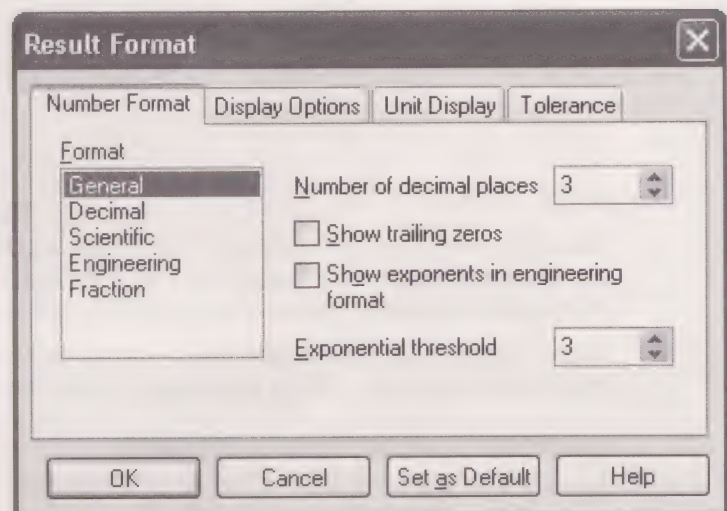 Result Format
Number Format Display Options Unit Display Tolerance
Format
General
Decimal
Scientific
Engineering
Fraction
Number of decimal places 3
Show trailing zeros
Show exponents in engineering
format
Exponential threshold 3
OK Cancel Set as Default Help